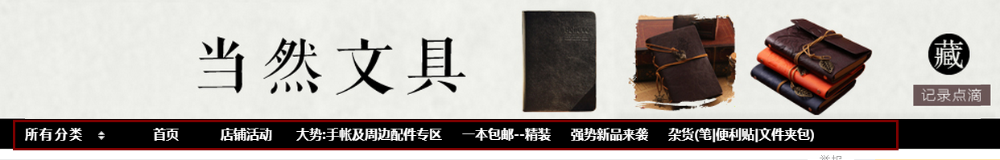 当然文具
藏
记录点滴
所有分类 首页 店铺活动 大势:手帐及周边配件专区 一本包邮--精装 强势新品来袭 杂货(笔|便利贴|文件夹包)